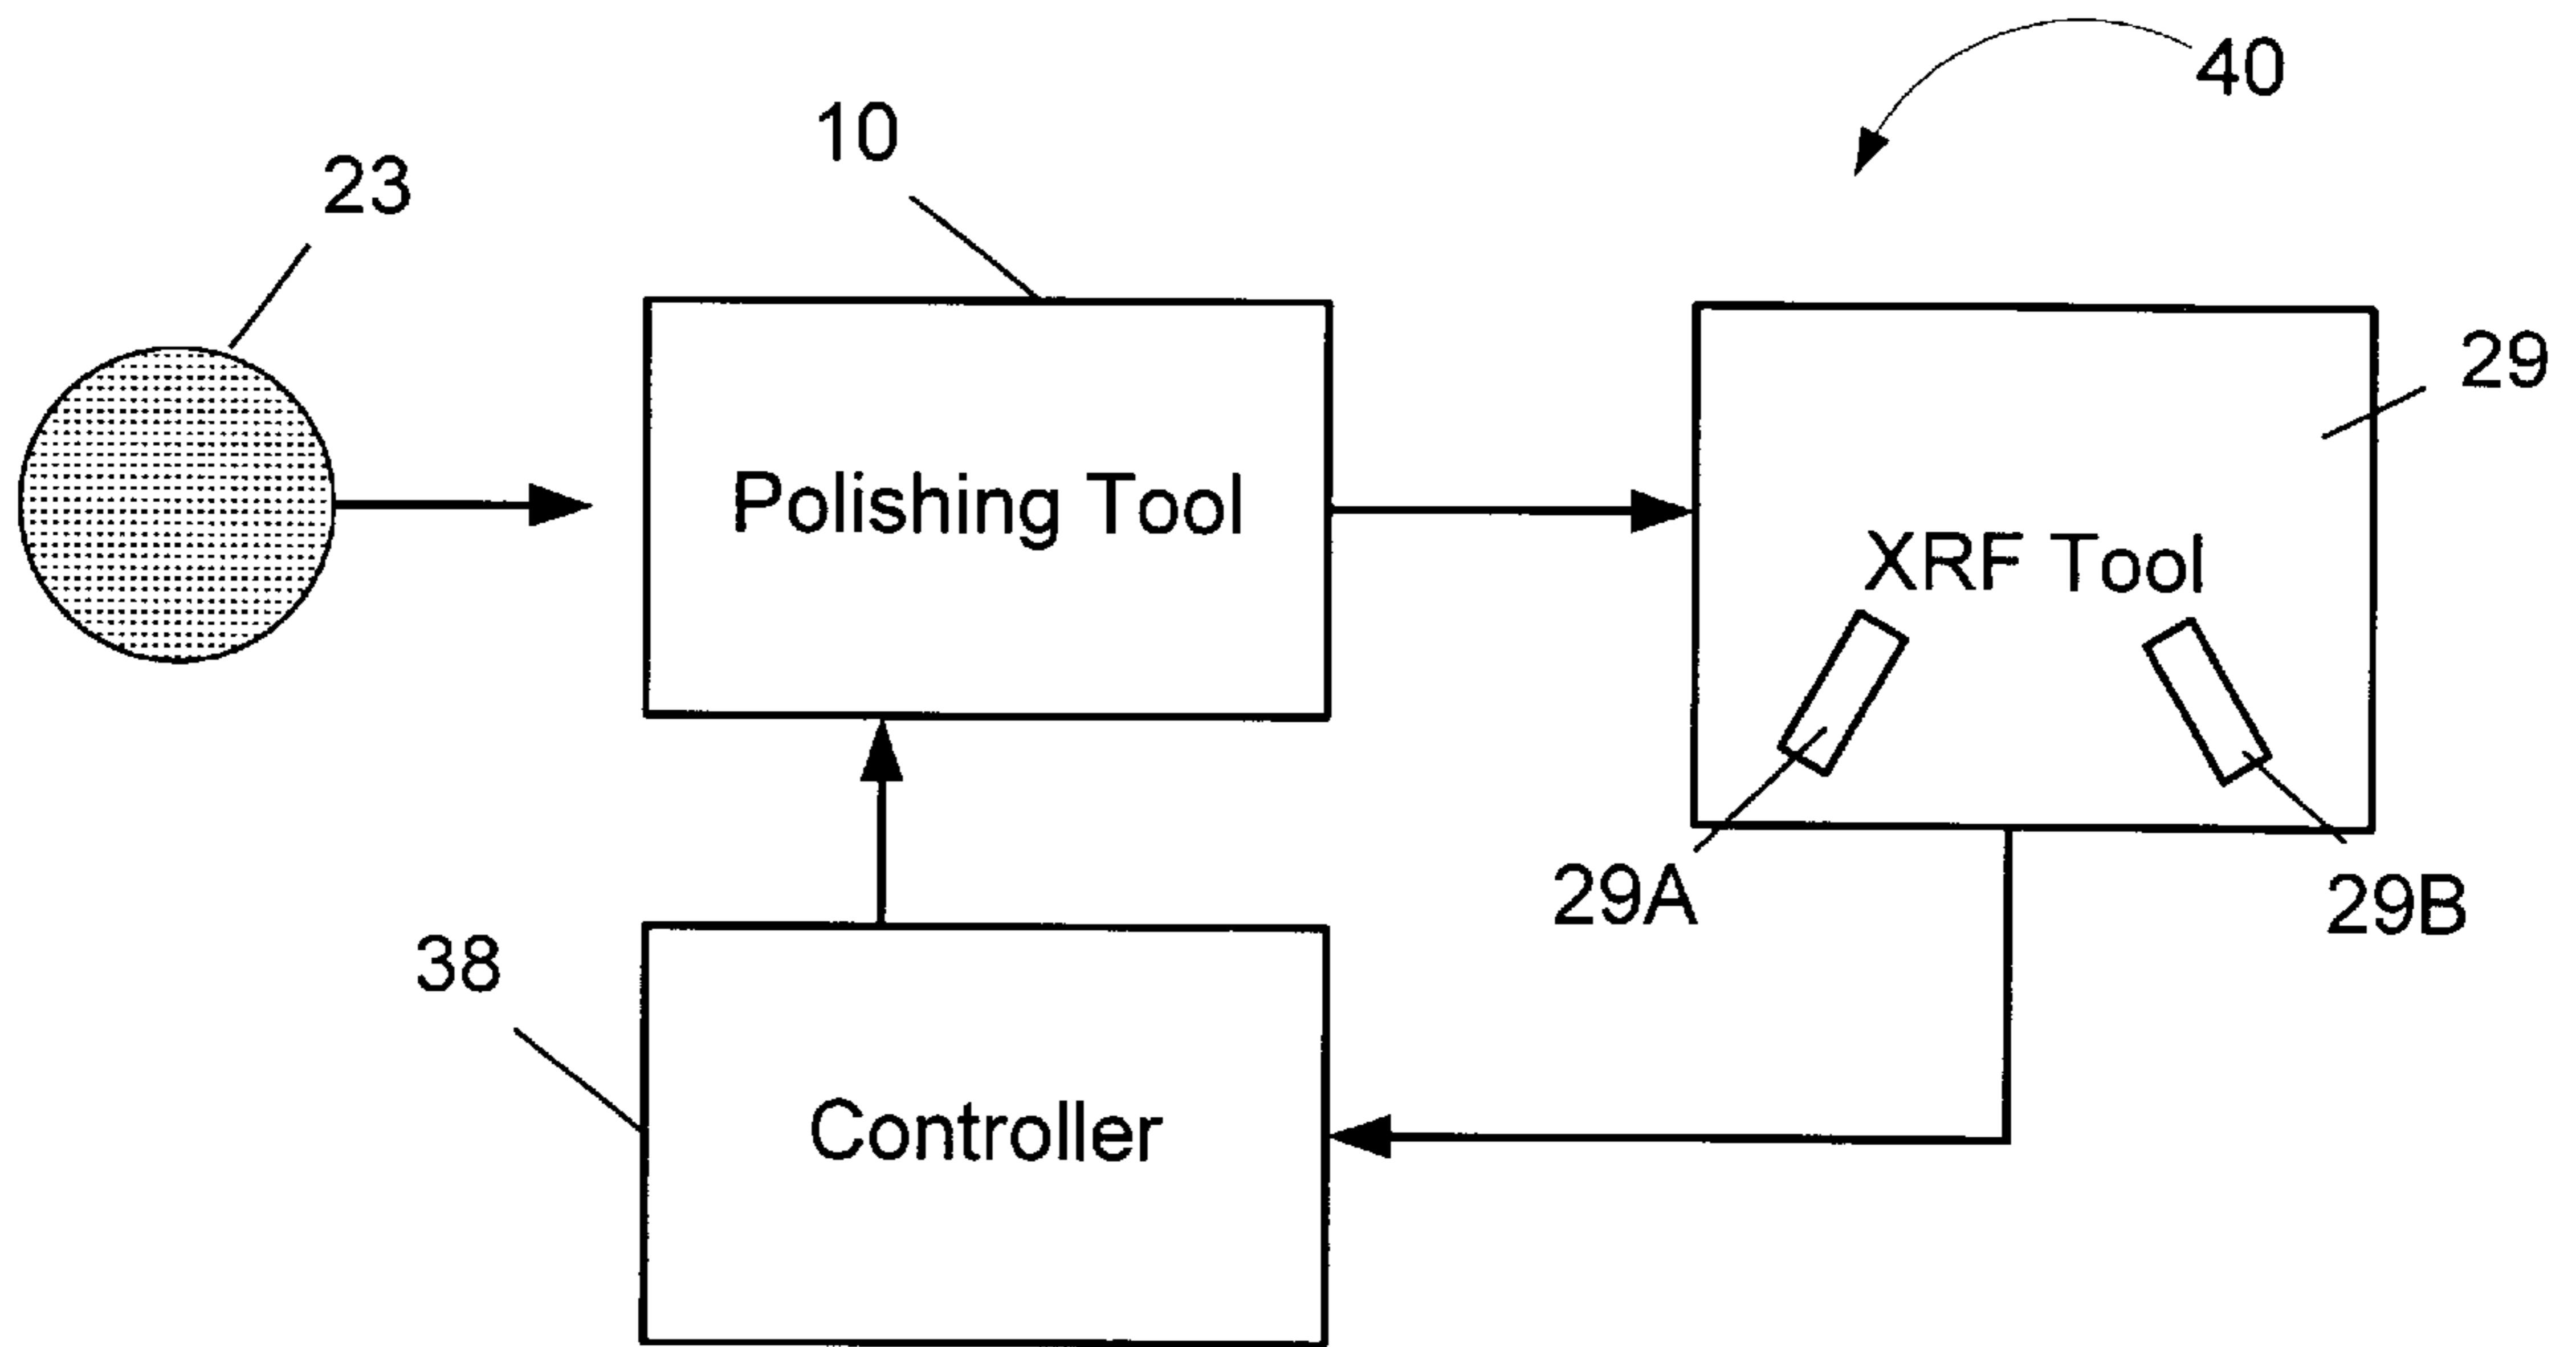 40
10
23
29
Polishing Tool
XRF Tool
29A
29B
38
Controller